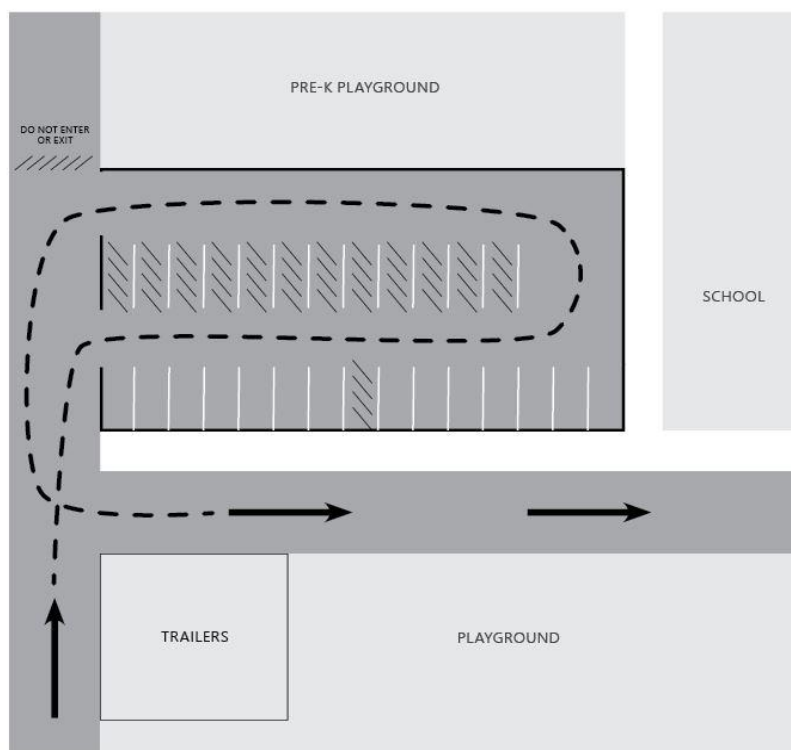 PRE-K PLAYGROUND
DO NOT ENTER
OR EXIT
SCHOOL
TRAILERS
PLAYGROUND